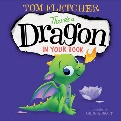 TOM FLETCHER
There's a
Dragon
IN YOUR BOOK